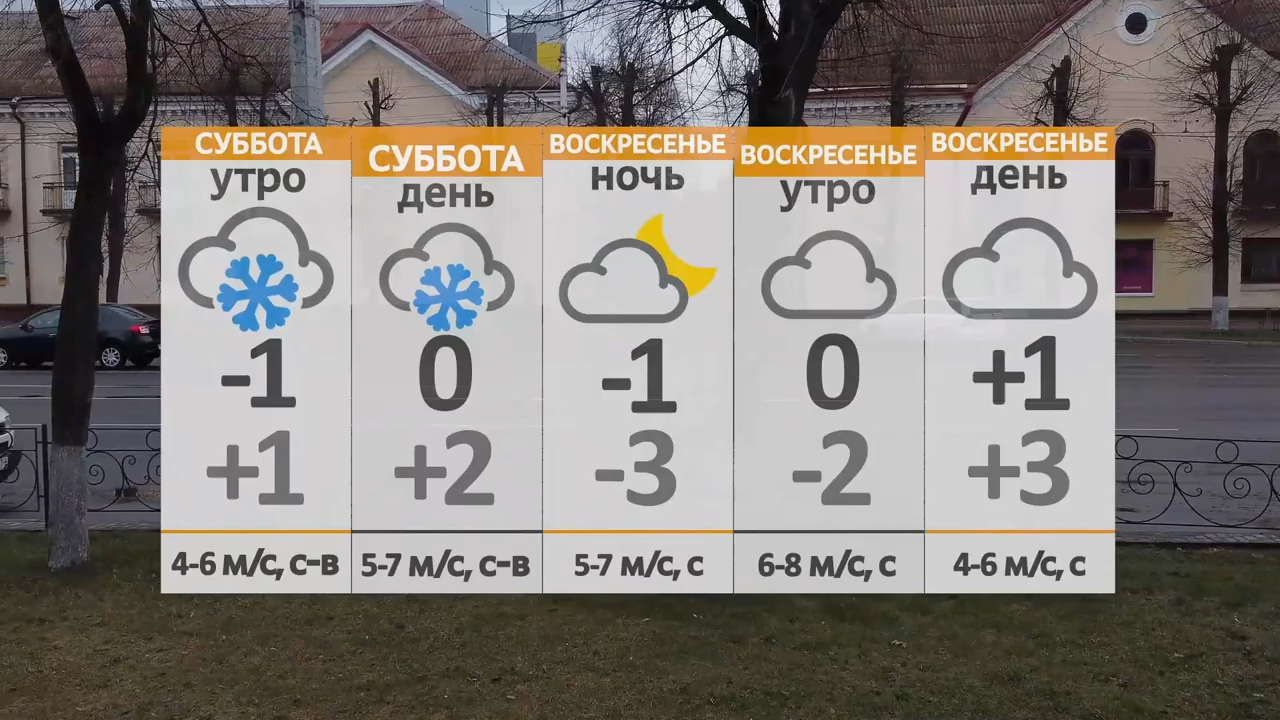 СУББОТА
утро
-1
+1
4-6 м/с, с-в
СУББОТА
день
0
+2
5-7 м/с, с-в
ВОСКРЕСЕНЬЕ
ночь
-1
-3
5-7 м/с, с
ВОСКРЕСЕНЬЕ
утро
0
-2
6-8 м/с, с
ВОСКРЕСЕНЬЕ
день
+1
+3
4-6 м/с, с